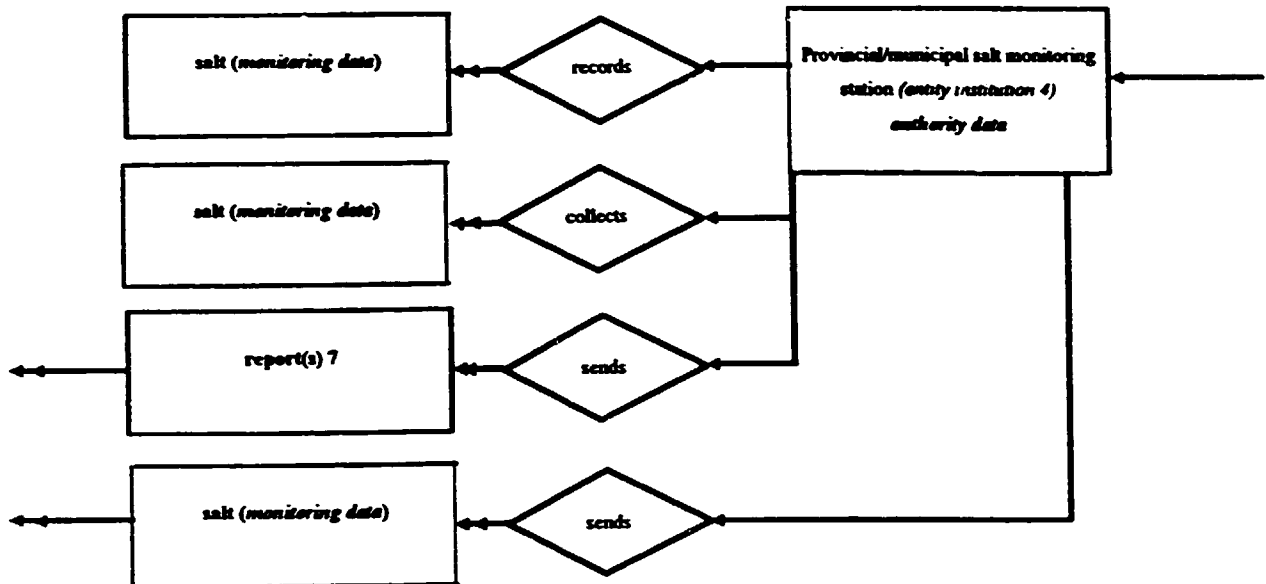 salt (monitoring data)
records
Provincial/municipal salt monitoring
station (entity institution 4)
authority data
salt (monitoring data)
collects
report(s) 7
sends
salt (monitoring data)
sends